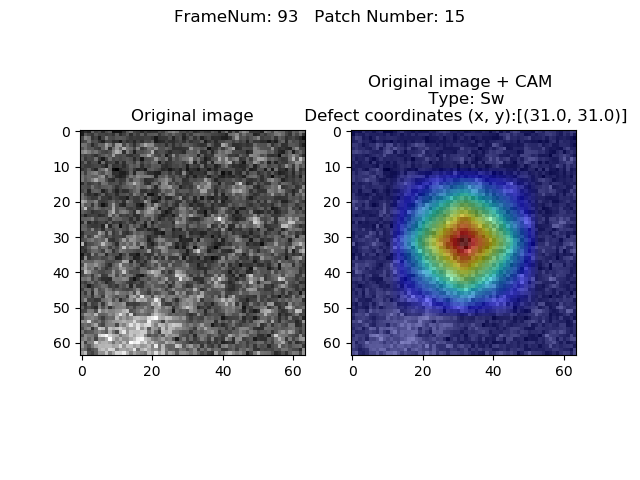 FrameNum: 93   Patch Number: 15
Original image
Original image + CAM
Type: Sw
Defect coordinates (x, y):[(31.0, 31.0)]
0
10
20
30
40
50
60
0 20 40 60
0
10
20
30
40
50
60
0 20 40 60